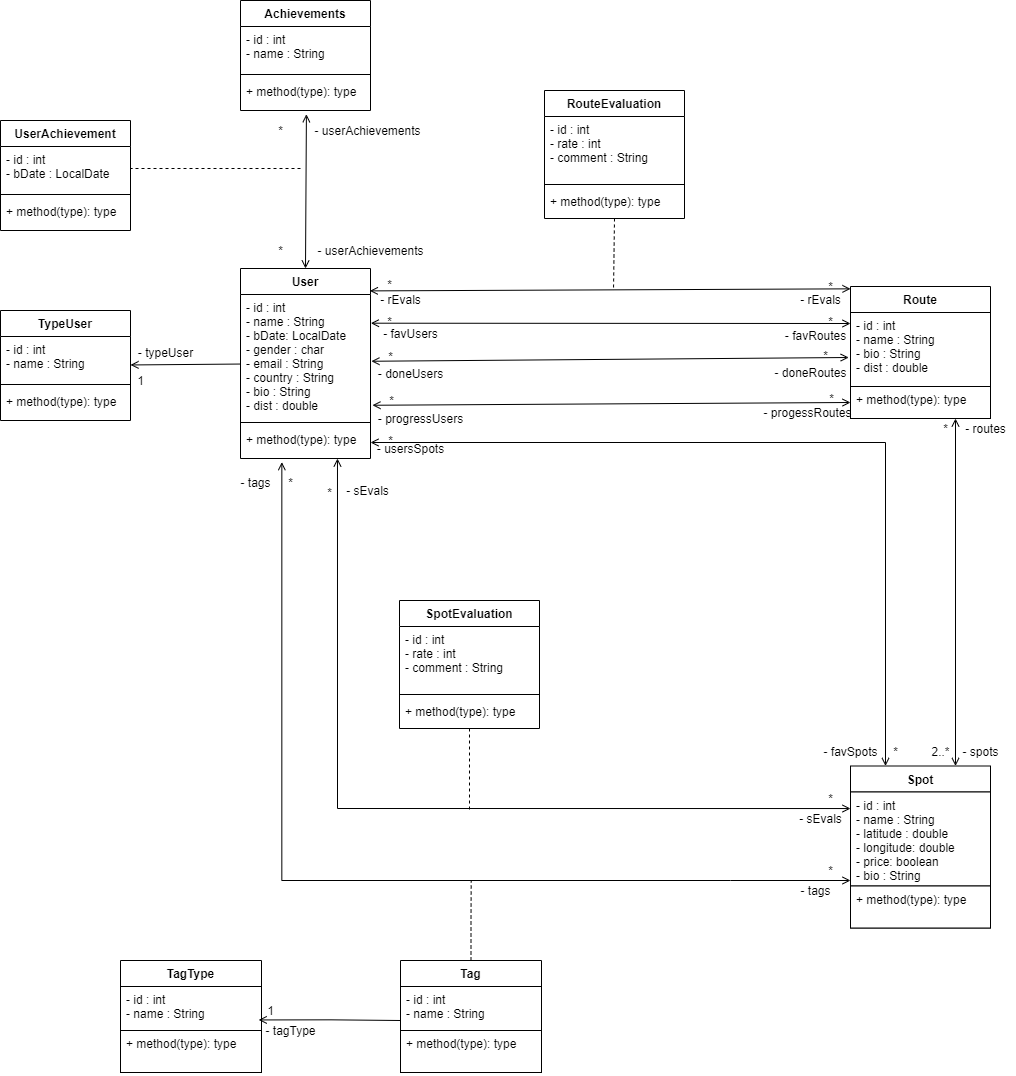 Achievements
- id : int
- name : String
+ method(type): type
*
- userAchievements
UserAchievement
- id : int
- bDate : LocalDate
+ method(type): type
RouteEvaluation
- id : int
- rate : int
- comment : String
+ method(type): type
*
- userAchievements
User
- id : int
- name : String
- bDate: LocalDate
- gender : char
- email : String
- country : String
- bio : String
- dist : double
+ method(type): type
TypeUser
- id : int
- name : String
+ method(type): type
- typeUser
1
*
- rEvals
*
- rEvals
*
- favUsers
*
- favRoutes
*
- doneUsers
*
- doneRoutes
*
- progressUsers
*
- progessRoutes
*
- usersSpots
Route
- id : int
- name : String
- bio : String
- dist : double
+ method(type): type
*
- routes
- tags
*
*
- sEvals
SpotEvaluation
- id : int
- rate : int
- comment : String
+ method(type): type
- favSpots
*
2..*
- spots
Spot
- id : int
- name : String
- latitude : double
- longitude: double
- price: boolean
- bio : String
+ method(type): type
*
- sEvals
*
- tags
TagType
- id : int
- name : String
+ method(type): type
1
- tagType
Tag
- id : int
- name : String
+ method(type): type